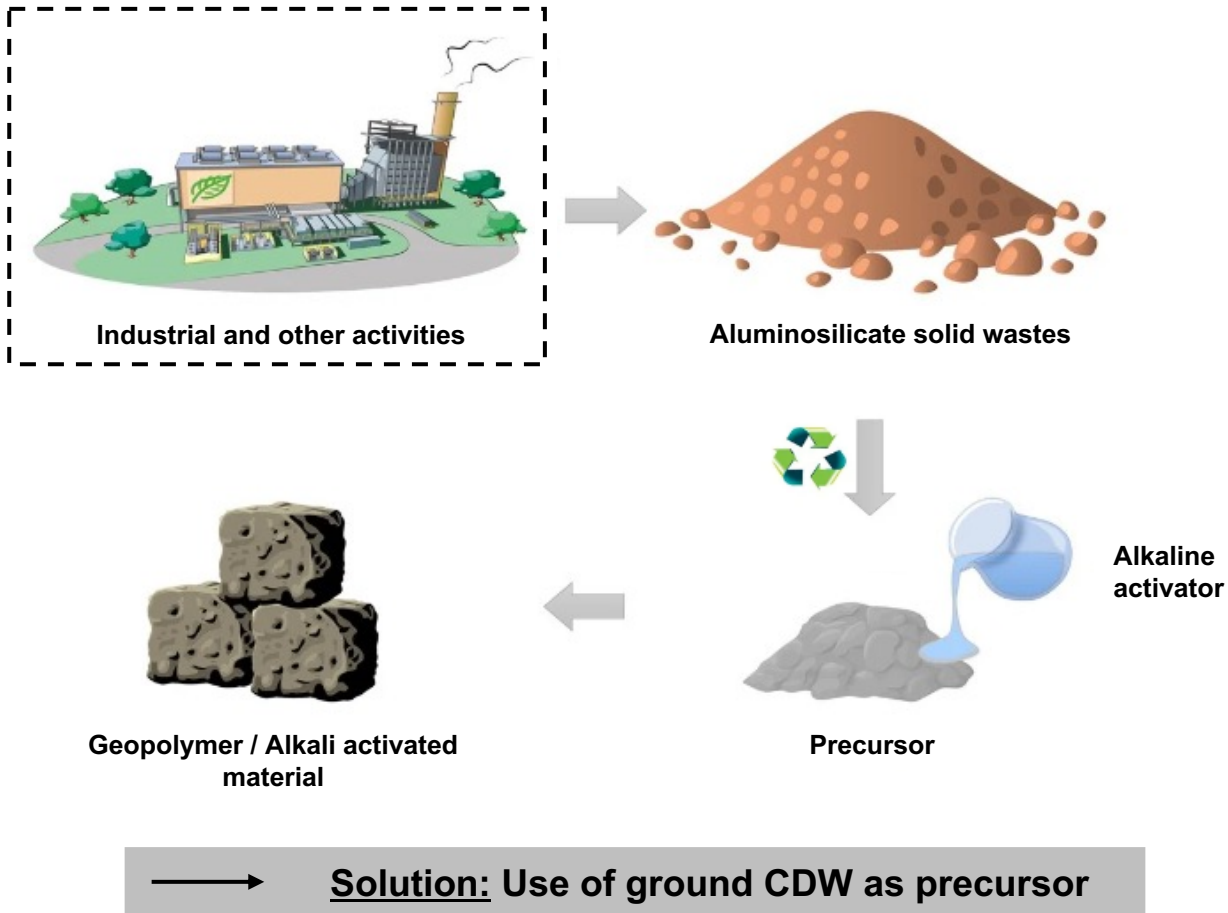 Industrial and other activities
Aluminosilicate solid wastes
Alkaline
activator
Geopolymer / Alkali activated
material
Precursor
Solution: Use of ground CDW as precursor